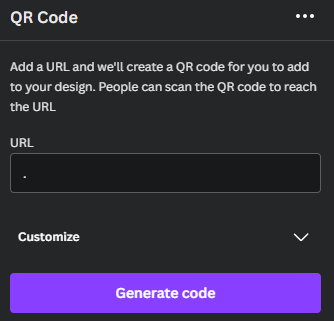 QR Code
Add a URL and we'll create a QR code for you to add
to your design. People can scan the QR code to reach
the URL
URL
.
Customize
Generate code